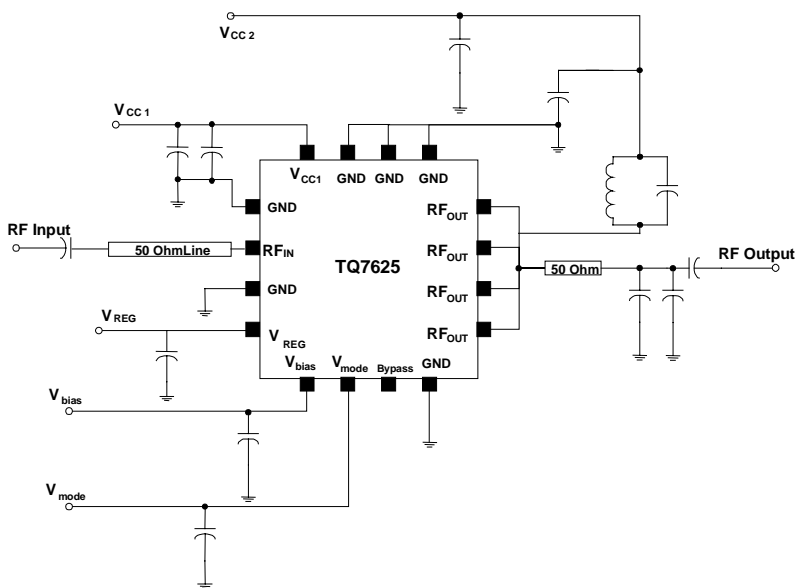 VCC 2
VCC 1
VCC1 GND GND GND
GND
RFOUT
RF Input
50 OhmLine
RFIN
TQ7625
RFOUT
50 Ohm
RF Output
GND
RFOUT
VREG
VREG
RFOUT
Vbias Vmode Bypass GND
Vbias
Vmode